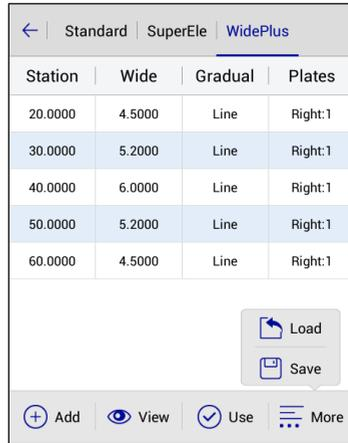 Standard SuperEle WidePlus
Station Wide Gradual Plates
20.0000 4.5000 Line Right:1
30.0000 5.2000 Line Right:1
40.0000 6.0000 Line Right:1
50.0000 5.2000 Line Right:1
60.0000 4.5000 Line Right:1
Load
Save
Add View Use More